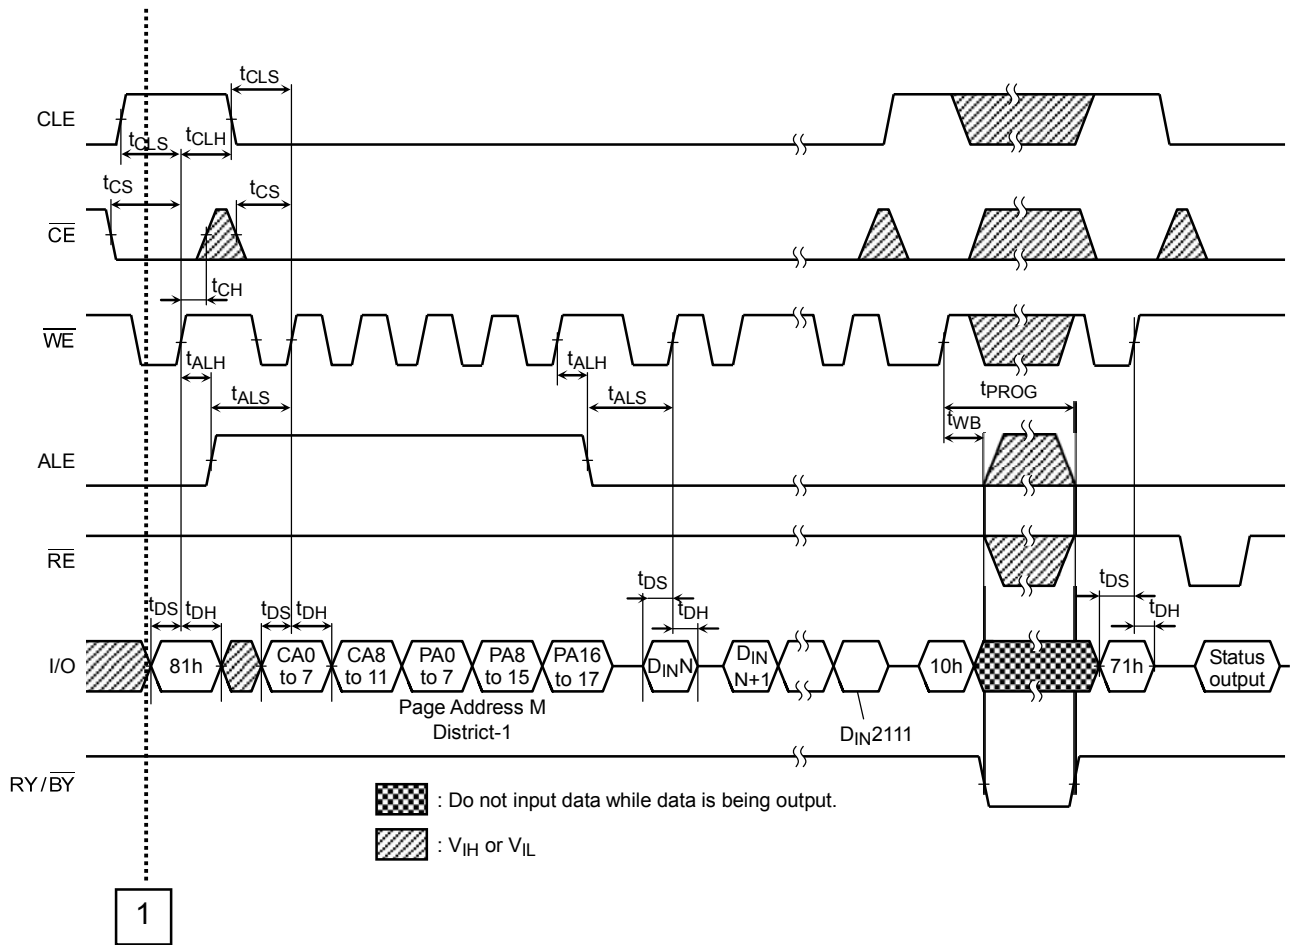 tCLS
CLE
tCLS tCLH
tCS tCS
CE
tCH
WE
tALH tALH
tALS tALS tPROG
tWB
ALE
RE
tDS tDS
tDS tDH tDS tDH tDH tDH
I/O 81h CA0 to 7 CA8 to 11 PA0 to 7 PA8 to 15 PA16 to 17 DINN DIN N+1 10h 71h Status output
Page Address M
District-1
DIN2111
RY/BY
: Do not input data while data is being output.
: VIH or VIL
1